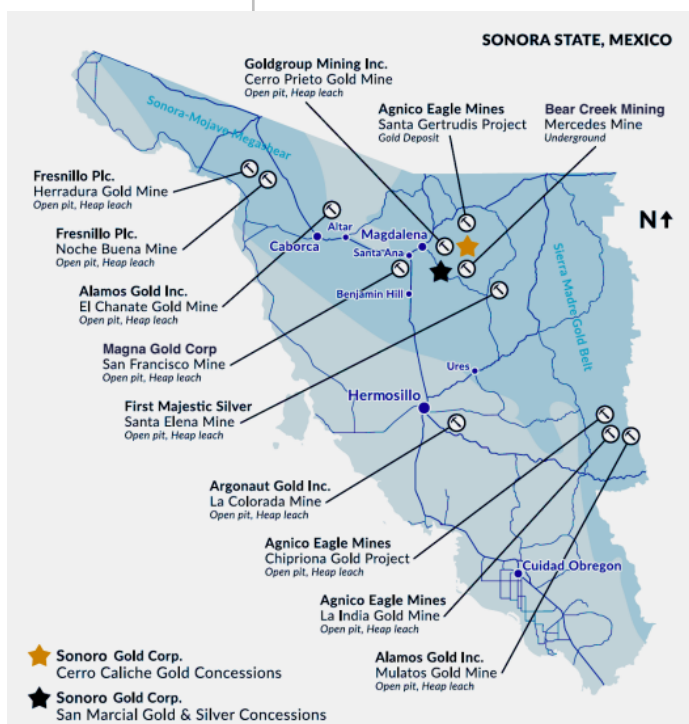 SONORA STATE, MEXICO
Goldgroup Mining Inc.
Cerro Prieto Gold Mine
Open pit, Heap leach
Agnico Eagle Mines
Santa Gertrudis Project
Gold Deposit
Bear Creek Mining
Mercedes Mine
Underground
Sonora-Mojave Megashear
Fresnillo Plc.
Herradura Gold Mine
Open pit, Heap leach
Fresnillo Plc.
Noche Buena Mine
Open pit, Heap leach
N
Altar
Caborca
Magdalena
Santa Ana
Benjamin Hill
Sierra Madre Gold Belt
Alamos Gold Inc.
El Chanate Gold Mine
Open pit, Heap leach
Magna Gold Corp
San Francisco Mine
Open pit, Heap leach
Ures
Hermosillo
First Majestic Silver
Santa Elena Mine
Open pit, Heap leach
Argonaut Gold Inc.
La Colorada Mine
Open pit, Heap leach
Agnico Eagle Mines
Chipriona Gold Project
Open pit, Heap leach
Cuidad Obregon
Agnico Eagle Mines
La India Gold Mine
Open pit, Heap leach
Alamos Gold Inc.
Mulatos Gold Mine
Open pit, Heap leach
Sonoro Gold Corp.
Cerro Caliche Gold Concessions
Sonoro Gold Corp.
San Marcial Gold & Silver Concessions